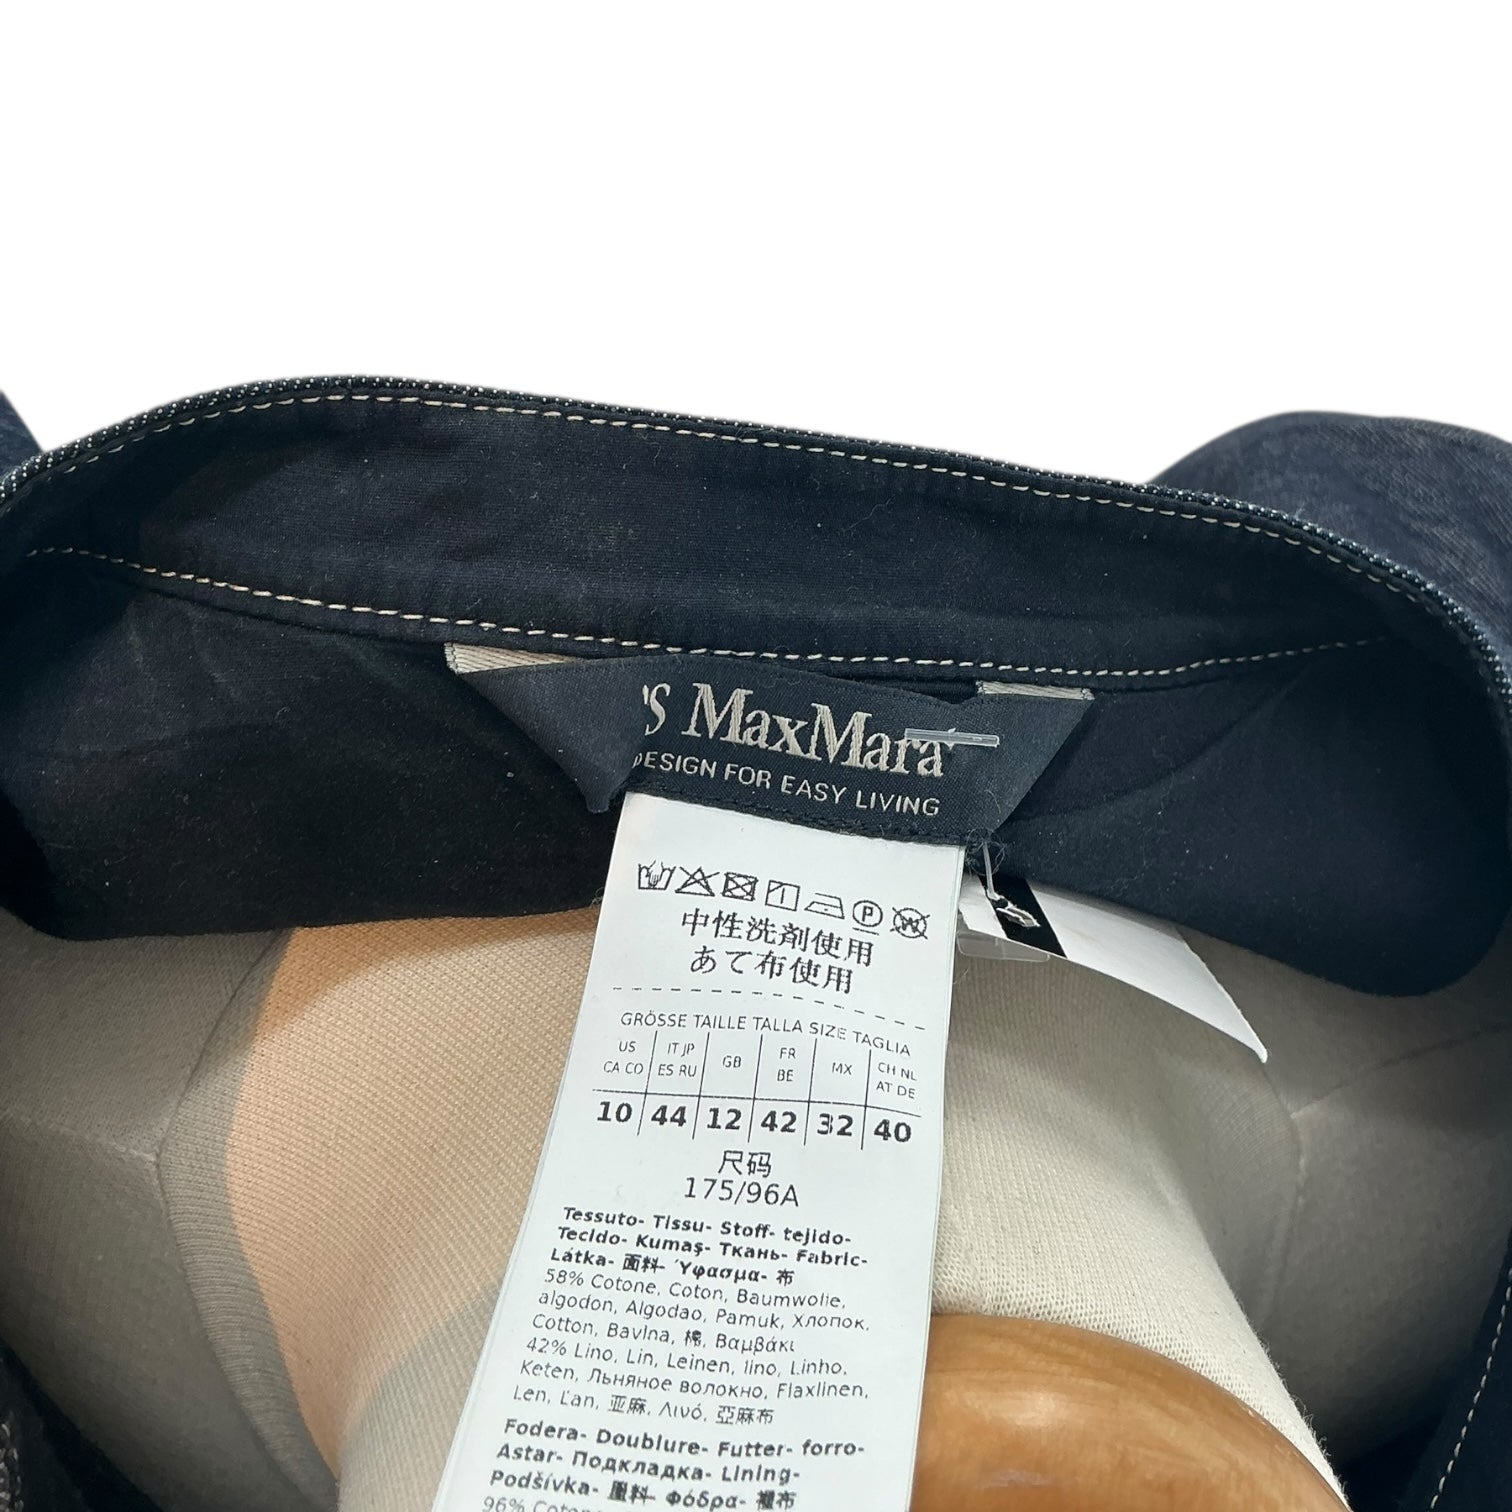 'S MaxMara
DESIGN FOR EASY LIVING
中性洗剤使用
あて布使用
GRÖSSE TAILLE TALLA SIZE TAGLIA
US IT JP GB FR MX CH NL
CA CO ES RU BE AT DE
10 44 12 42 32 40
尺码
175/96A
Tessuto- Tissu- Stoff- tejido-
Tecido- Kumaş- Ткань- Fabric-
Látka- 面料- Ύφασμα- 布
58% Cotone, Coton, Baumwolle,
algodon, Algodao, Pamuk, Хлопок,
Cotton, Bavlna, 棉, Βαμβάκι
42% Lino, Lin, Leinen, lino, Linho,
Keten, Льняное волокно, Flaxlinen,
Len, Ľan, 亚麻, Λινό, 亞麻布
Fodera- Doublure- Futter- forro-
Astar- Подкладка- Lining-
Podšívka- 里料- Φόδρα- 襯布
96% Cotone